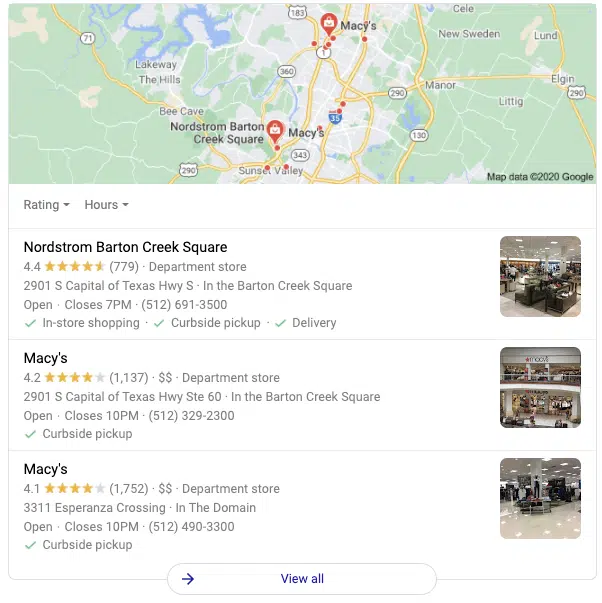 183
Macy's
Cele
71
New Sweden
Lund
Lakeway
The Hills
1
360
Elgin
290
Manor
290
Littig
Bee Cave
35
Nordstrom Barton
Creek Square
Macy's
130
343
290
Sunset Valley
Map data ©2020 Google
Rating
Hours
Nordstrom Barton Creek Square
4.4 (779) · Department store
2901 S Capital of Texas Hwy S · In the Barton Creek Square
Open · Closes 7PM · (512) 691-3500
In-store shopping · Curbside pickup · Delivery
Macy's
4.2 (1,137) · $$ · Department store
2901 S Capital of Texas Hwy Ste 60 · In the Barton Creek Square
Open · Closes 10PM · (512) 329-2300
Curbside pickup
macy's
Macy's
4.1 (1,752) · $$ · Department store
3311 Esperanza Crossing · In The Domain
Open · Closes 10PM · (512) 490-3300
Curbside pickup
View all